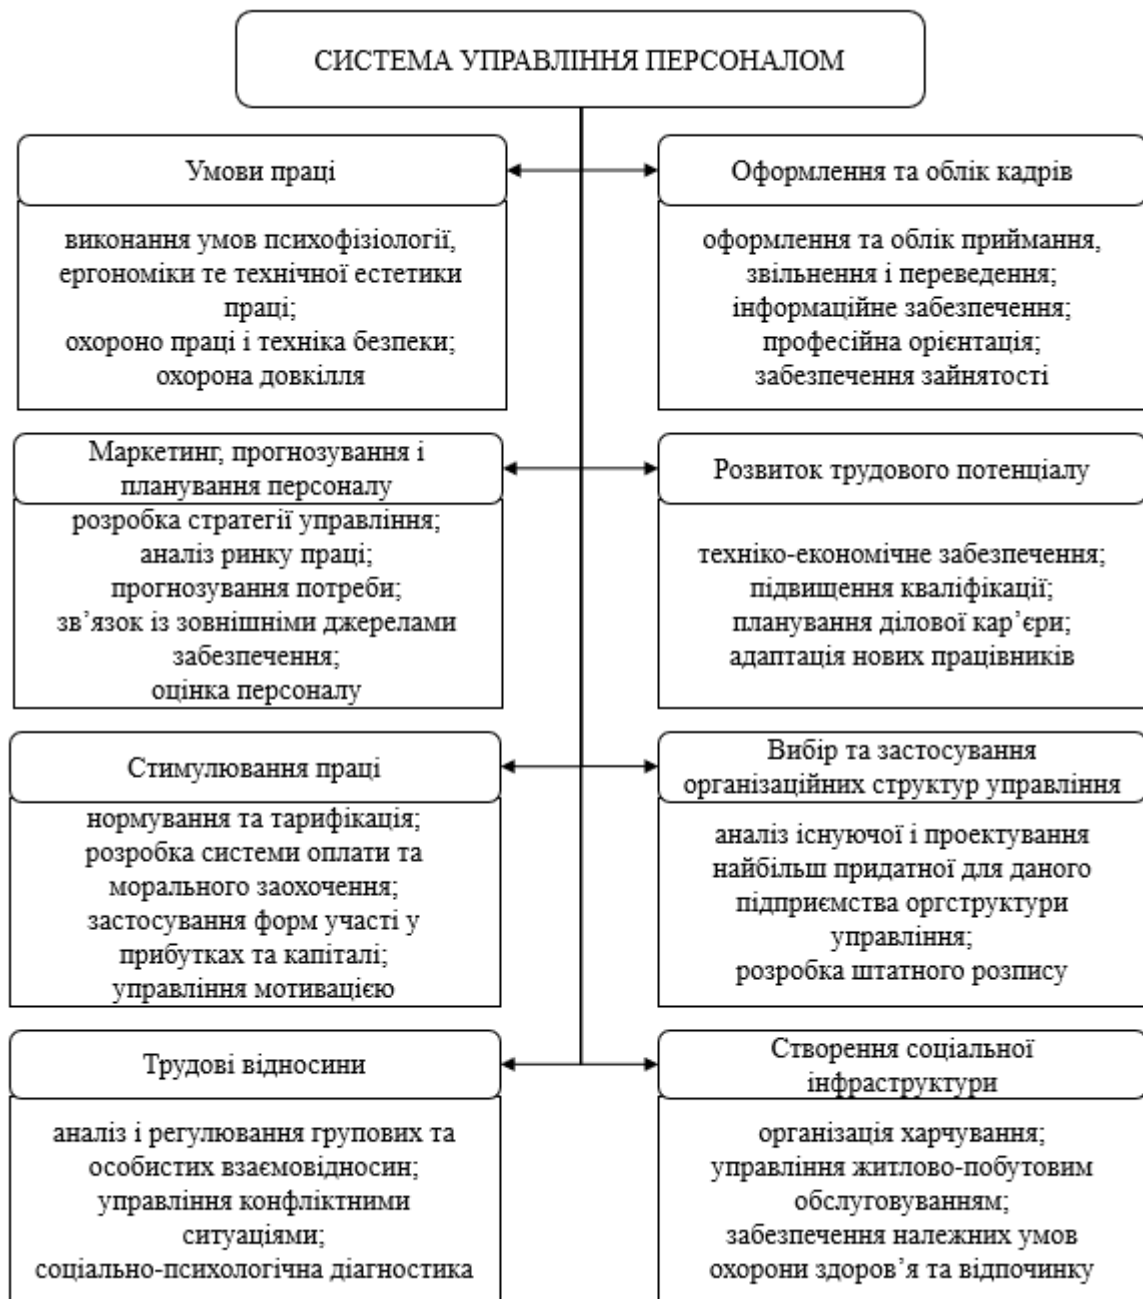 СИСТЕМА УПРАВЛІННЯ ПЕРСОНАЛОМ
Умови праці
виконання умов психофізіології,
ергономіки те технічної естетики
праці;
охороно праці і техніка безпеки;
охорона довкілля
Оформлення та облік кадрів
оформлення та облік приймання,
звільнення і переведення;
інформаційне забезпечення;
професійна орієнтація;
забезпечення зайнятості
Маркетинг, прогнозування і
планування персоналу
розробка стратегії управління;
аналіз ринку праці;
прогнозування потреби;
зв’язок із зовнішніми джерелами
забезпечення;
оцінка персоналу
Розвиток трудового потенціалу
техніко-економічне забезпечення;
підвищення кваліфікації;
планування ділової кар’єри;
адаптація нових працівників
Стимулювання праці
нормування та тарифікація;
розробка системи оплати та
морального заохочення;
застосування форм участі у
прибутках та капіталі;
управління мотивацією
Вибір та застосування
організаційних структур управління
аналіз існуючої і проектування
найбільш придатної для даного
підприємства оргструктури
управління;
розробка штатного розпису
Трудові відносини
аналіз і регулювання групових та
особистих взаємовідносин;
управління конфліктними
ситуаціями;
соціально-психологічна діагностика
Створення соціальної
інфраструктури
організація харчування;
управління житлово-побутовим
обслуговуванням;
забезпечення належних умов
охорони здоров’я та відпочинку